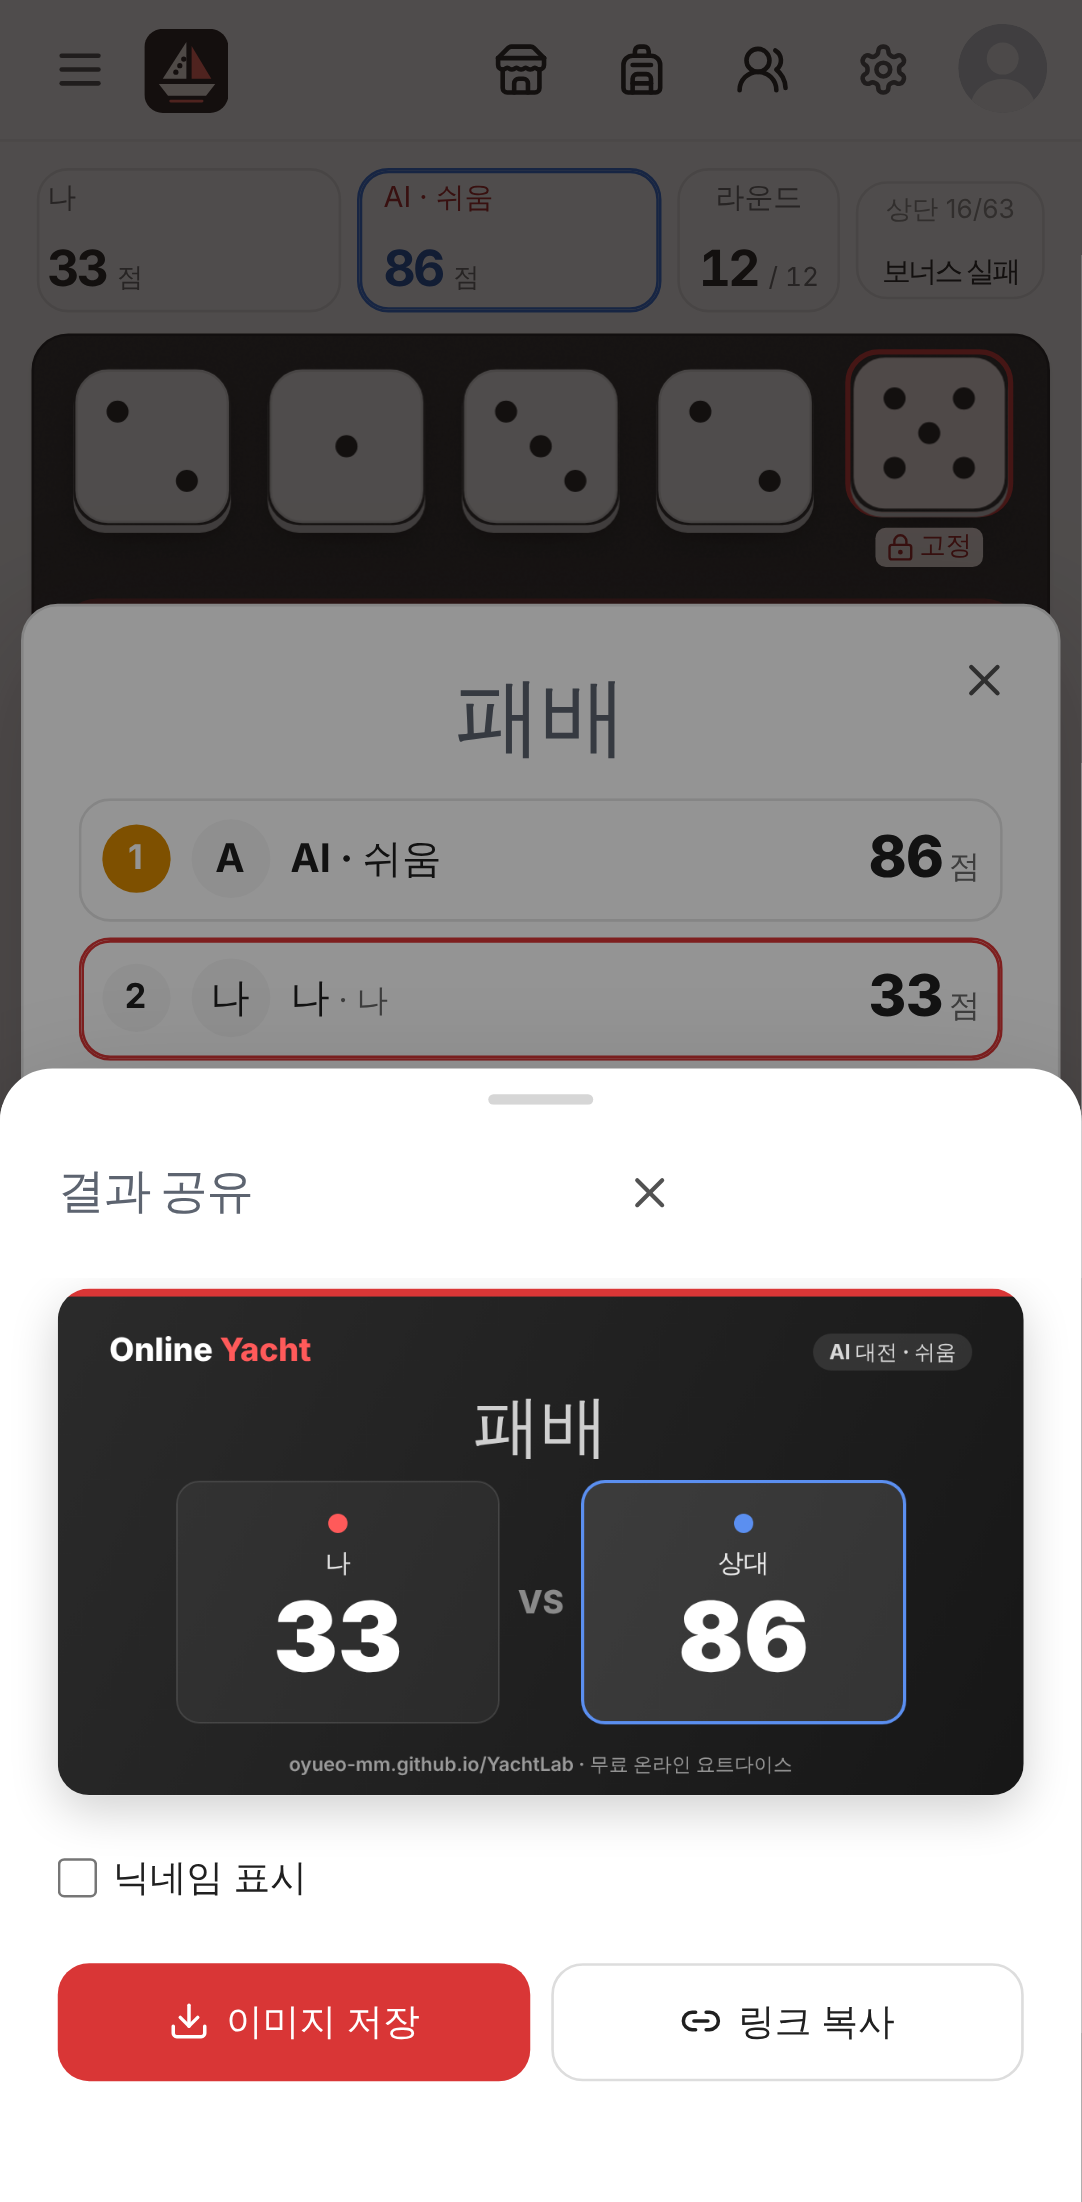 나
33 점
AI · 쉬움
86 점
라운드
12 / 12
상단 16/63
보너스 실패
고정
패배
1 A AI · 쉬움 86 점
2 나 나 · 나 33 점
결과 공유
Online Yacht
AI 대전 · 쉬움
패배
나
33
vs
상대
86
oyueo-mm.github.io/YachtLab · 무료 온라인 요트다이스
닉네임 표시
이미지 저장
링크 복사